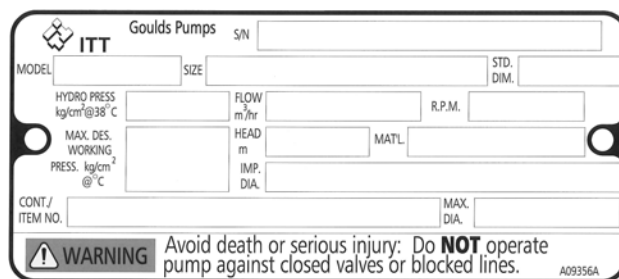 ITT Goulds Pumps S/N
MODEL SIZE STD. DIM.
HYDRO PRESS kg/cm²@38°C FLOW m³/hr R.P.M.
MAX. DES. WORKING PRESS. kg/cm² @°C HEAD m MAT'L.
IMP. DIA.
CONT./ ITEM NO. MAX. DIA.
WARNING Avoid death or serious injury: Do NOT operate
pump against closed valves or blocked lines. A09356A